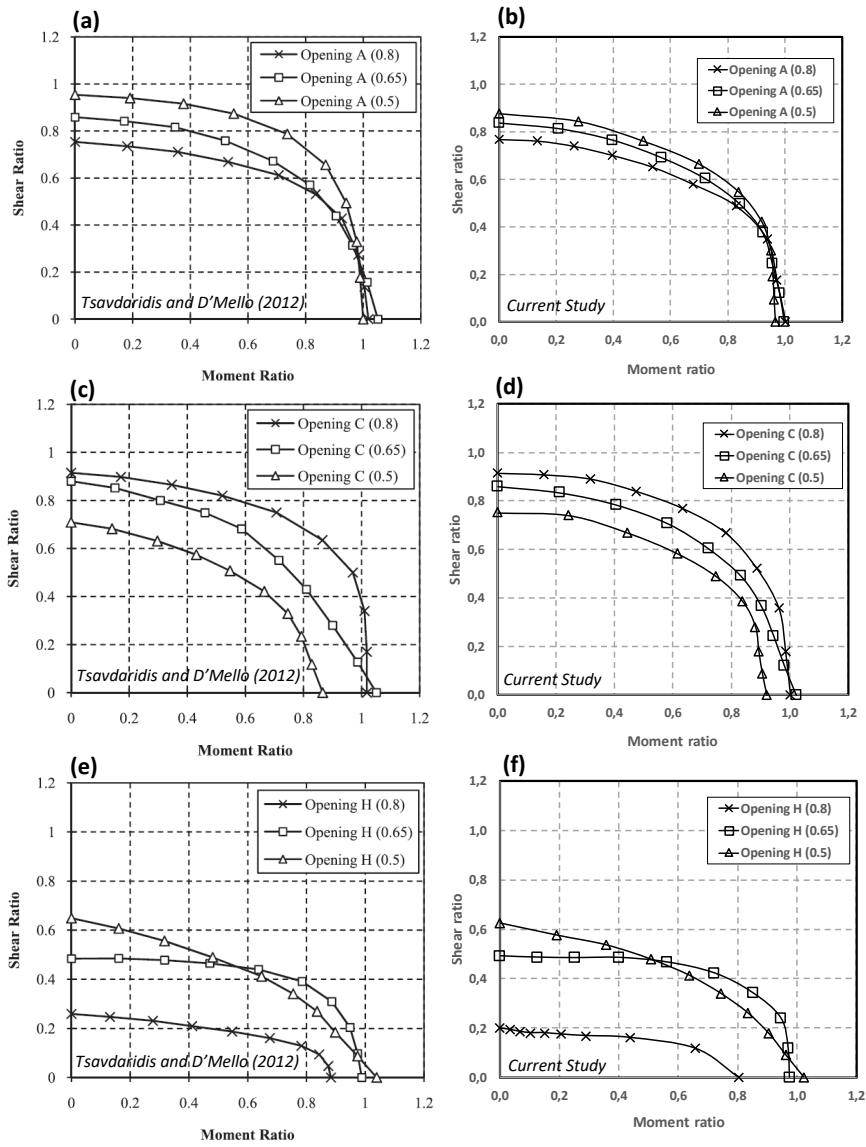 (a)
Shear Ratio
1.2
1
0.8
0.6
0.4
0.2
0
Opening A (0.8)
Opening A (0.65)
Opening A (0.5)
Tsavdaridis and D'Mello (2012)
0 0.2 0.4 0.6 0.8 1 1.2
Moment Ratio
(b)
Shear ratio
1,2
1,0
0,8
0,6
0,4
0,2
0,0
Opening A (0.8)
Opening A (0.65)
Opening A (0.5)
Current Study
0,0 0,2 0,4 0,6 0,8 1,0 1,2
Moment ratio
(c)
Shear Ratio
1.2
1
0.8
0.6
0.4
0.2
0
Opening C (0.8)
Opening C (0.65)
Opening C (0.5)
Tsavdaridis and D'Mello (2012)
0 0.2 0.4 0.6 0.8 1 1.2
Moment Ratio
(d)
Shear ratio
1,2
1,0
0,8
0,6
0,4
0,2
0,0
Opening C (0.8)
Opening C (0.65)
Opening C (0.5)
Current Study
0,0 0,2 0,4 0,6 0,8 1,0 1,2
Moment ratio
(e)
Shear Ratio
1.2
1
0.8
0.6
0.4
0.2
0
Opening H (0.8)
Opening H (0.65)
Opening H (0.5)
Tsavdaridis and D'Mello (2012)
0 0.2 0.4 0.6 0.8 1 1.2
Moment Ratio
(f)
Shear ratio
1,2
1,0
0,8
0,6
0,4
0,2
0,0
Opening H (0.8)
Opening H (0.65)
Opening H (0.5)
Current Study
0,0 0,2 0,4 0,6 0,8 1,0 1,2
Moment ratio